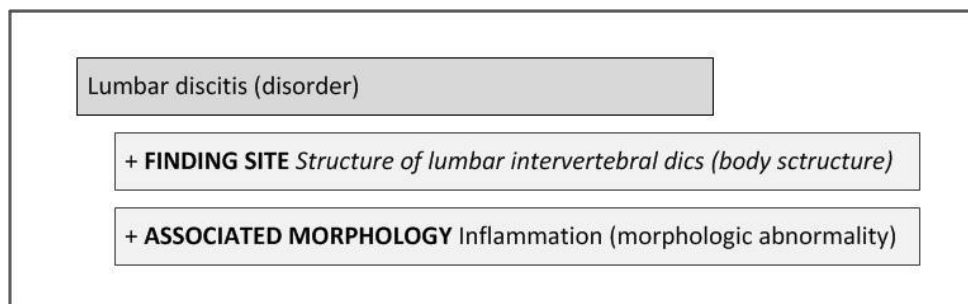 Lumbar discitis (disorder)
+ FINDING SITE Structure of lumbar intervertebral dics (body sctructure)
+ ASSOCIATED MORPHOLOGY Inflammation (morphologic abnormality)